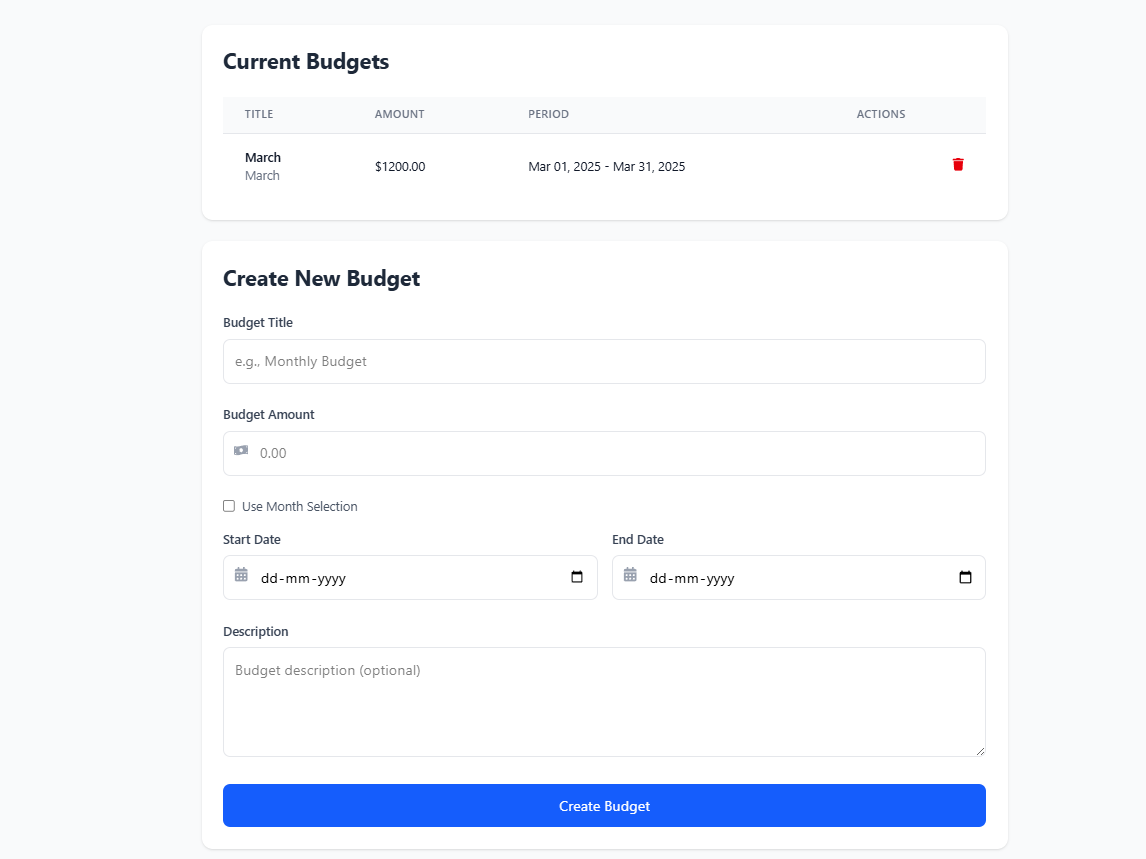 Current Budgets
TITLE AMOUNT PERIOD ACTIONS
March
March
$1200.00 Mar 01, 2025 - Mar 31, 2025
Create New Budget
Budget Title
e.g., Monthly Budget
Budget Amount
0.00
Use Month Selection
Start Date End Date
dd-mm-yyyy dd-mm-yyyy
Description
Budget description (optional)
Create Budget